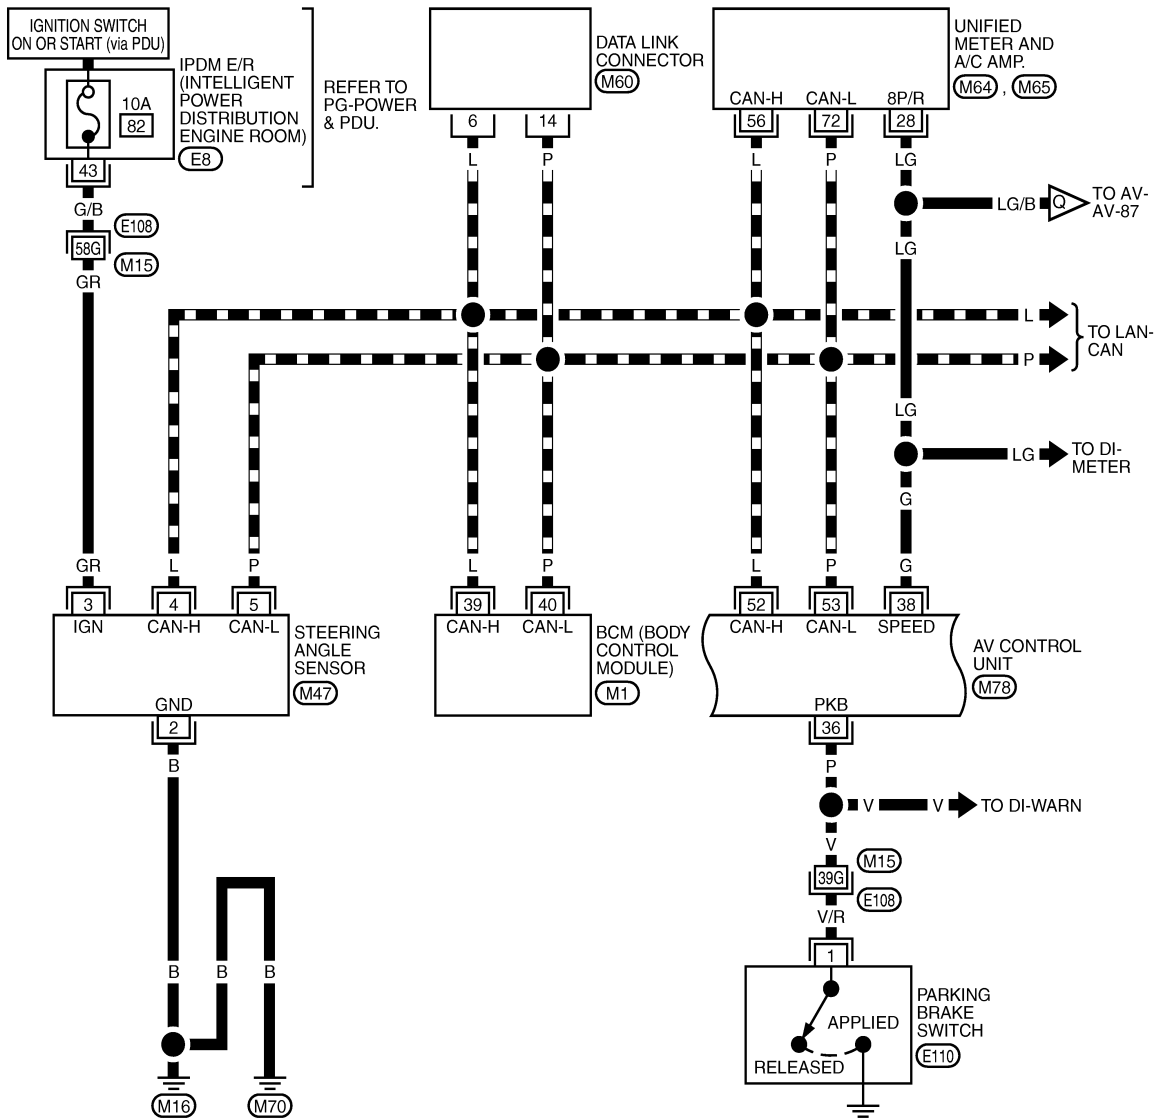 IGNITION SWITCH
ON OR START (via PDU)
IPDM E/R
(INTELLIGENT
POWER
DISTRIBUTION
ENGINE ROOM)
E8
10A
82
43
REFER TO
PG-POWER
& PDU.
G/B
E108
58G
M15
GR
GR
DATA LINK
CONNECTOR
M60
6
14
L
P
UNIFIED
METER AND
A/C AMP.
M64 , M65
CAN-H
CAN-L
8P/R
56
72
28
L
P
LG
LG/B
Q
TO AV-
AV-87
LG
L
P
TO LAN-
CAN
LG
LG
TO DI-
METER
G
L
P
L
P
L
P
G
3
4
5
IGN
CAN-H
CAN-L
STEERING
ANGLE
SENSOR
M47
GND
2
39
40
CAN-H
CAN-L
BCM (BODY
CONTROL
MODULE)
M1
52
53
38
CAN-H
CAN-L
SPEED
AV CONTROL
UNIT
M78
PKB
36
B
P
V
V
TO DI-WARN
V
M15
39G
E108
V/R
1
B
B
B
M16
M70
APPLIED
RELEASED
PARKING
BRAKE
SWITCH
E110